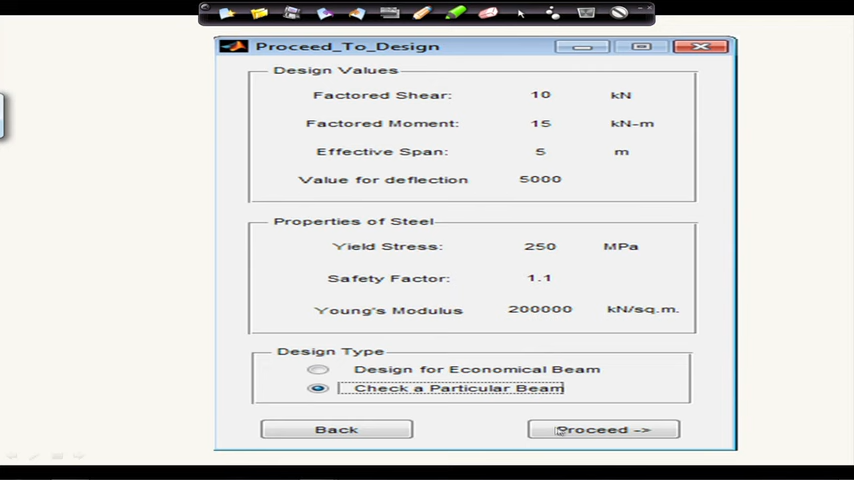 Proceed_To_Design
Design Values
Factored Shear: 10 kN
Factored Moment: 15 kN-m
Effective Span: 5 m
Value for deflection 5000
Properties of Steel
Yield Stress: 250 MPa
Safety Factor: 1.1
Young's Modulus 200000 kN/sq.m.
Design Type
Design for Economical Beam
Check a Particular Beam
Back Proceed ->